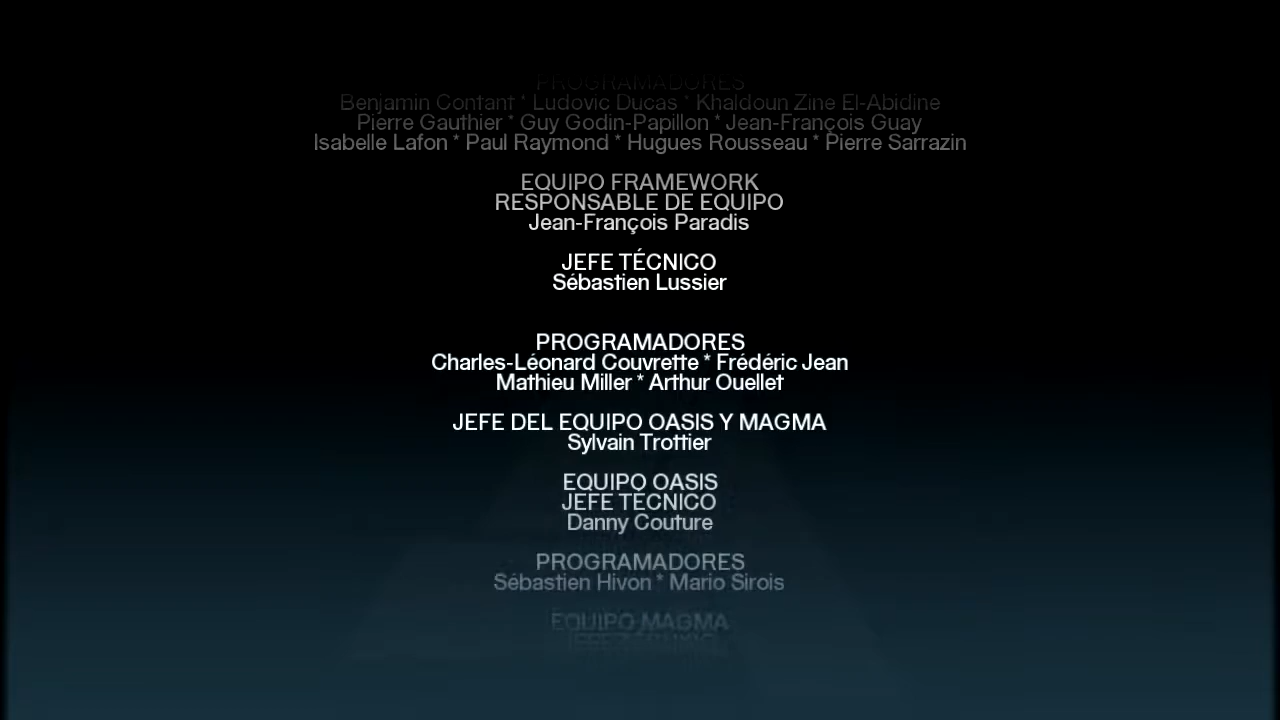 PROGRAMADORES
Benjamin Contant * Ludovic Ducas * Khaldoun Zine El-Abidine
Pierre Gauthier * Guy Godin-Papillon * Jean-François Guay
Isabelle Lafon * Paul Raymond * Hugues Rousseau * Pierre Sarrazin
EQUIPO FRAMEWORK
RESPONSABLE DE EQUIPO
Jean-François Paradis
JEFE TÉCNICO
Sébastien Lussier
PROGRAMADORES
Charles-Léonard Couvrette * Frédéric Jean
Mathieu Miller * Arthur Ouellet
JEFE DEL EQUIPO OASIS Y MAGMA
Sylvain Trottier
EQUIPO OASIS
JEFE TÉCNICO
Danny Couture
PROGRAMADORES
Sébastien Hivon * Mario Sirois
EQUIPO MAGMA